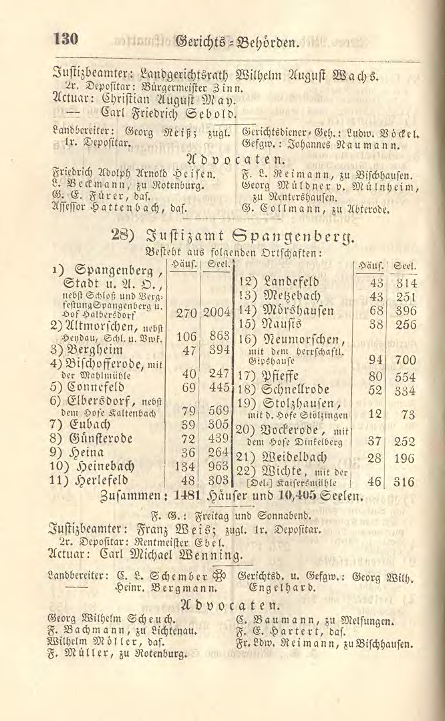 130 Gerichts-Behörden.
Justizbeamter: Landgerichtsrath Wilhelm August Wachs.
2r. Depositar: Bürgermeister Zinn.
Actuar: Christian August May.
— Carl Friedrich Sebold.
Landbereiter: Georg Reiß; zugl.
1r. Depositar.
Gerichtsdiener-Geh.: Ludw. Böckel.
Gefgw.: Johannes Naumann.
Advocaten.
Friedrich Adolph Arnold Heisen.
L. Beckmann, zu Rotenburg.
G. E. Fürer, das.
Assessor Hattenbach, das.
F. L. Reimann, zu Bischhausen.
Georg Müldner v. Mülnheim,
zu Nentershausen.
G. Collmann, zu Abterode.
28) Justizamt Spangenberg.
Besteht aus folgenden Ortschaften:
Häus. Seel.
1) Spangenberg,
Stadt u. A. O.,
nebst Schloß und Berg-
festung Spangenberg u.
Hof Halbersdorf 270 2004
2) Altmorschen, nebst
Heydau, Schl. u. Vwk. 106 863
3) Bergheim 47 394
4) Bischofferode, mit
der Mahlmühle 40 247
5) Connefeld 69 445
6) Elbersdorf, nebst
dem Hofe Kaltenbach 79 569
7) Eubach 39 305
8) Günsterode 72 439
9) Heina 36 264
10) Heinebach 134 963
11) Herlefeld 48 303
Häus. Seel.
12) Landefeld 43 314
13) Metzebach 43 251
14) Mörshausen 68 396
15) Nausis 38 256
16) Neumorschen,
mit dem herrschaftl.
Gipshause 94 700
17) Pfieffe 80 554
18) Schnellrode 52 334
19) Stolzhausen,
mit d. Hofe Stölzingen 12 73
20) Vockerode, mit
dem Hofe Dinkelberg 37 252
21) Weidelbach 28 196
22) Wichte, mit der
[Oel-] Kaisersmühle 46 316
Zusammen: 1481 Häuser und 10,405 Seelen.
F. G.: Freitag und Sonnabend.
Justizbeamter: Franz Weis; zugl. 1r. Depositar.
2r. Depositar: Rentmeister Ebel.
Actuar: Carl Michael Wenning.
Landbereiter: C. L. Schember
— Heinr. Bergmann.
Gerichtsd. u. Gefgw.: Georg Wilh.
Engelhard.
Advocaten.
Georg Wilhelm Scheuch.
F. Bachmann, zu Lichtenau.
Wilhelm Möller, das.
F. Müller, zu Rotenburg.
C. Baumann, zu Melsungen.
F. E. Hartert, das.
Fr. Ldw. Reimann, zu Bischhausen.